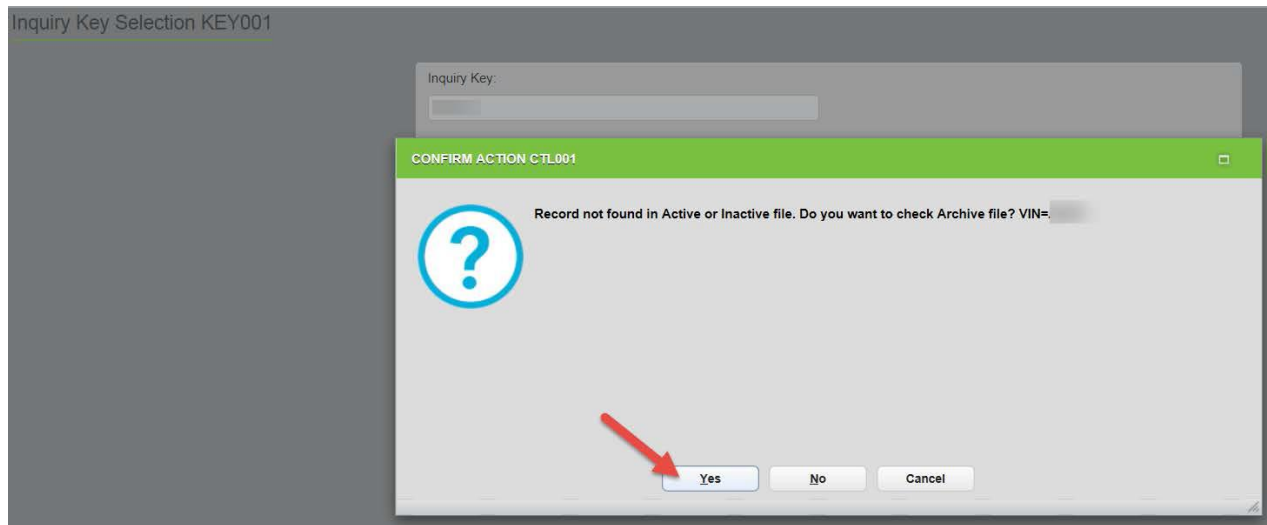 Inquiry Key Selection KEY001
Inquiry Key:
CONFIRM ACTION CTL001
Record not found in Active or Inactive file. Do you want to check Archive file? VIN=
Yes
No
Cancel